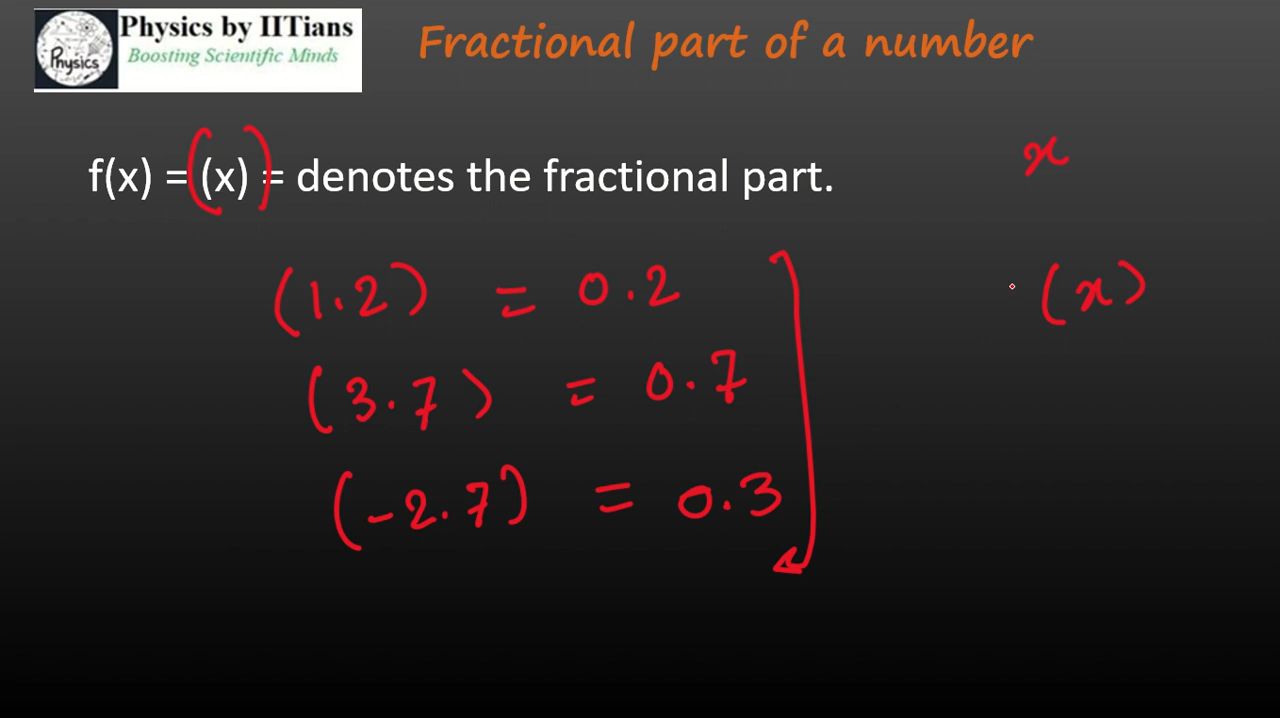 Physics by IITians
Boosting Scientific Minds
Physics
Fractional part of a number
f(x) = (x) = denotes the fractional part.
x
(1.2) = 0.2
(x)
(3.7) = 0.7
(-2.7) = 0.3